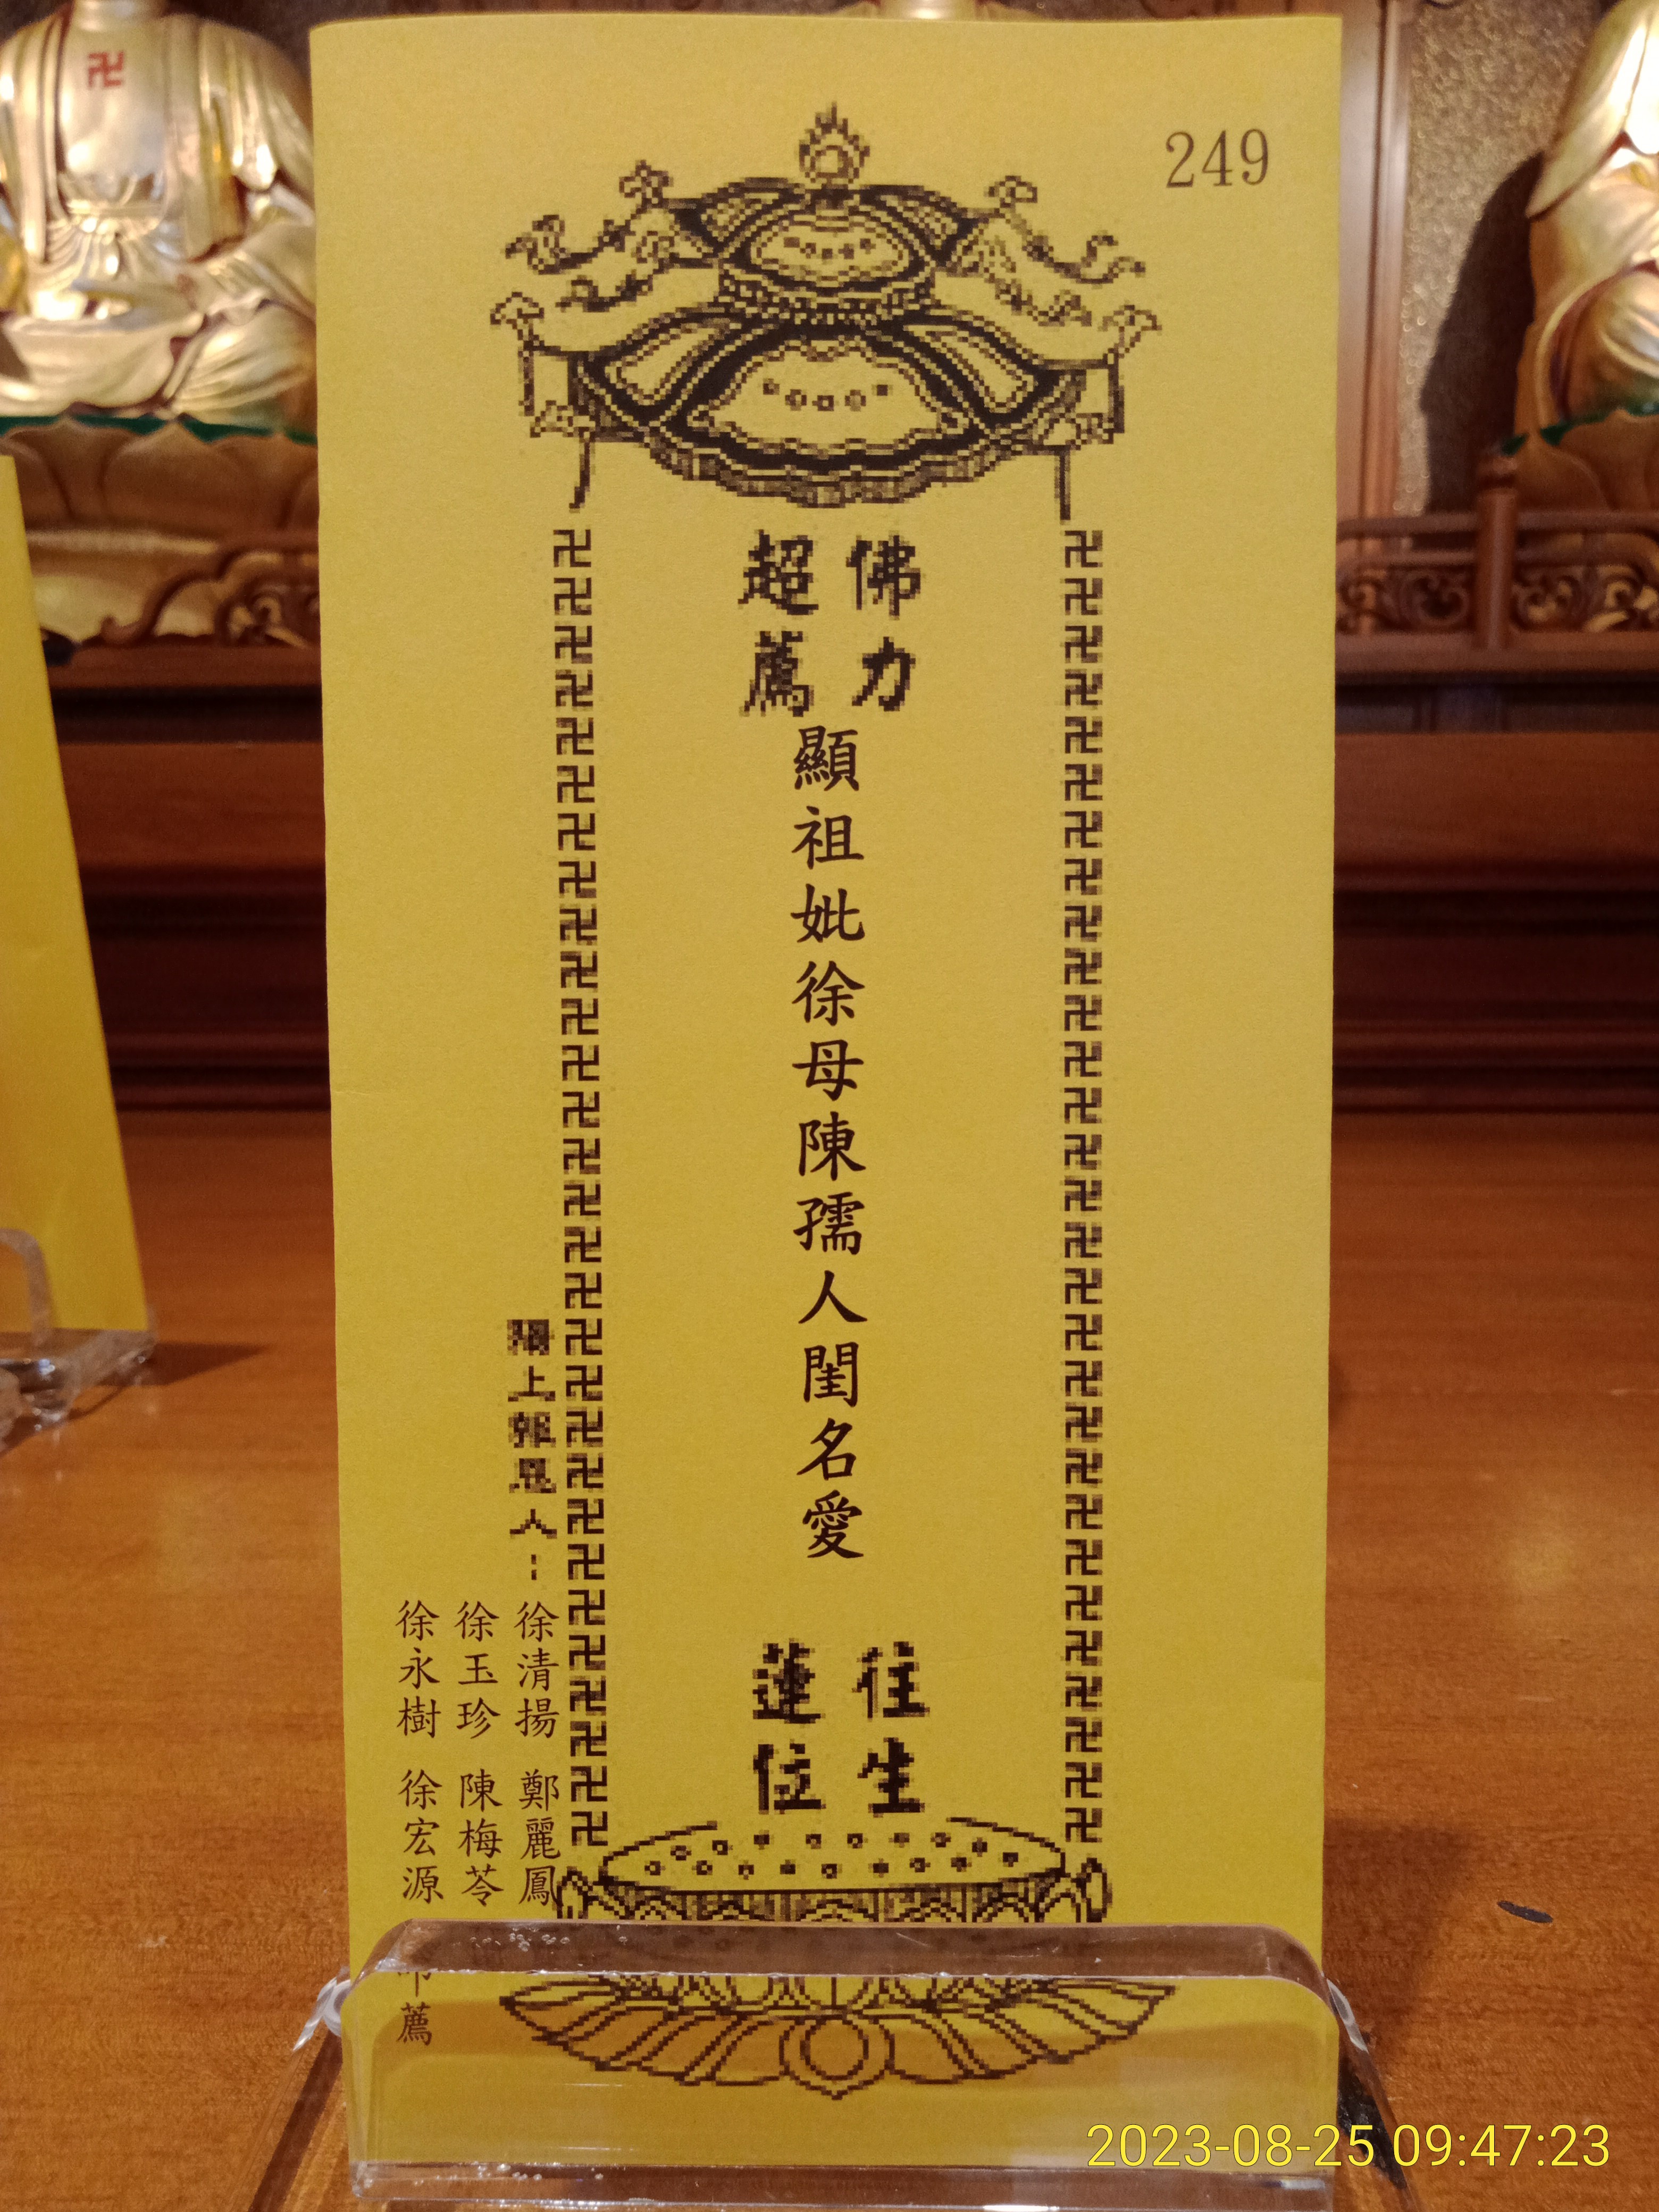 249
佛力
超薦
顯祖妣徐母陳孺人閨名愛
往生
蓮位
陽上報恩人：
徐清揚 鄭麗鳳
徐玉珍 陳梅苓
徐永樹 徐宏源 叩薦
2023-08-25 09:47:23